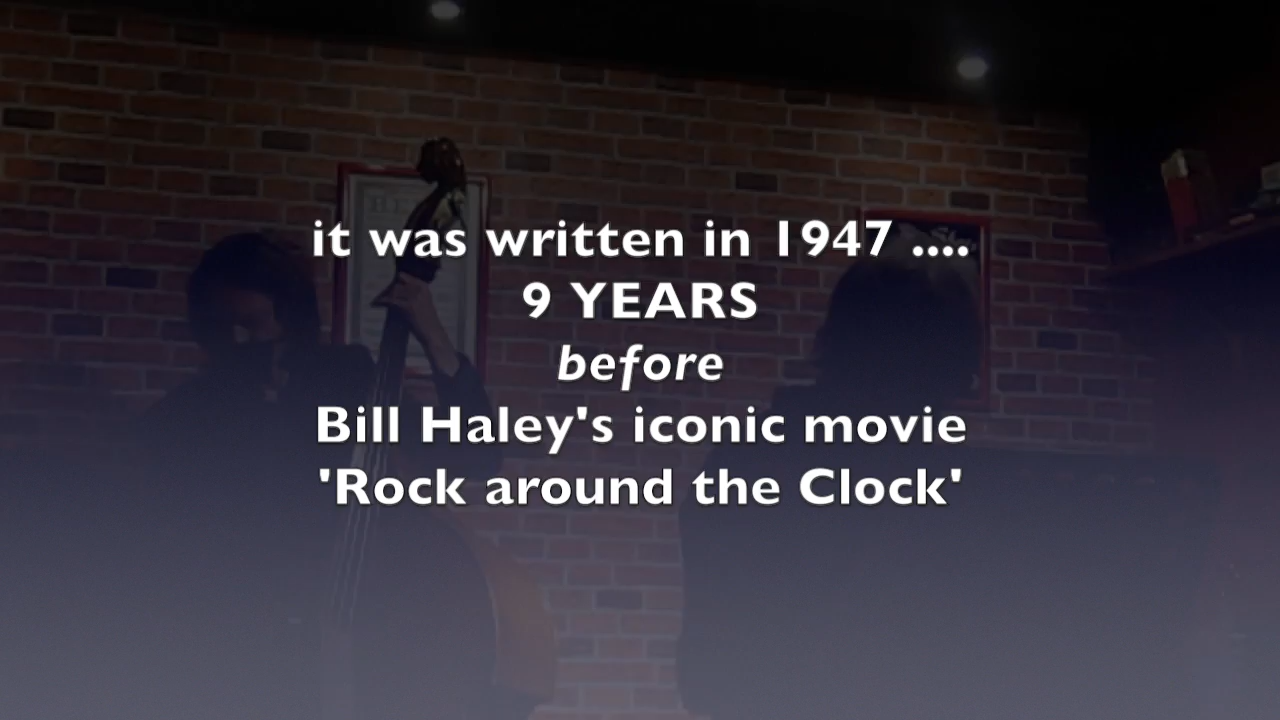 it was written in 1947 ....
9 YEARS
before
Bill Haley's iconic movie
'Rock around the Clock'